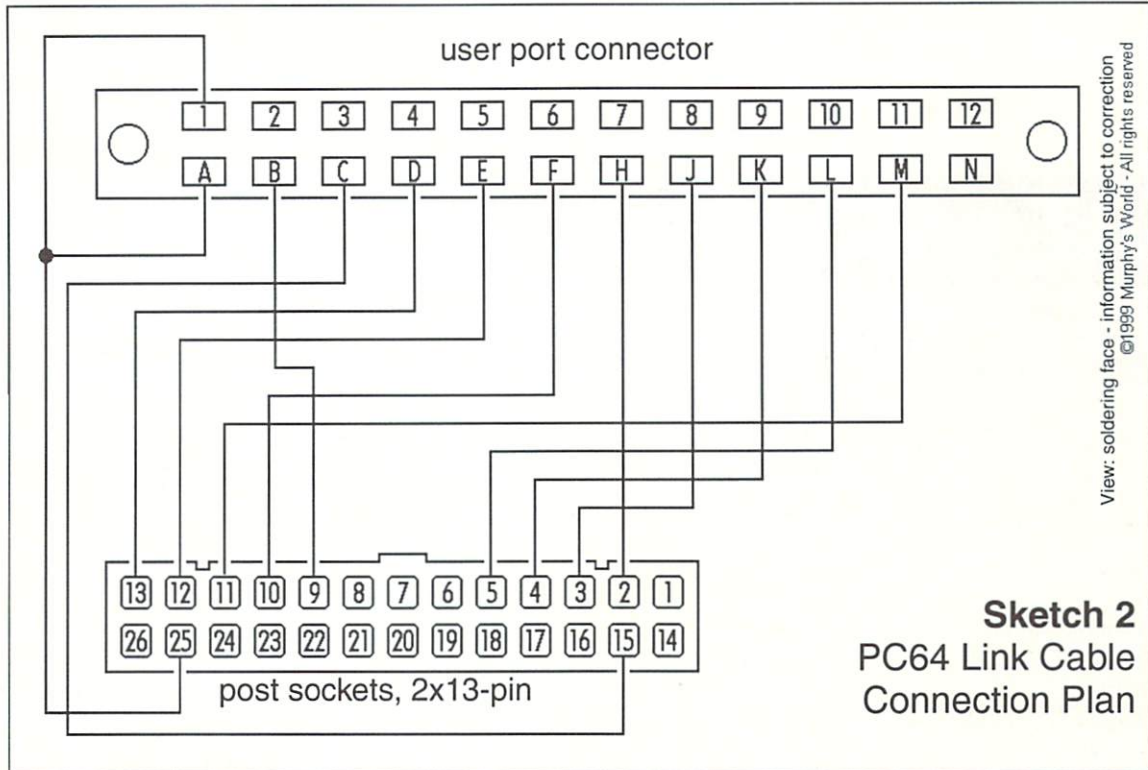 user port connector
1 2 3 4 5 6 7 8 9 10 11 12
A B C D E F H J K L M N
13 12 11 10 9 8 7 6 5 4 3 2 1
26 25 24 23 22 21 20 19 18 17 16 15 14
post sockets, 2x13-pin
Sketch 2
PC64 Link Cable
Connection Plan
View: soldering face - information subject to correction
©1999 Murphy's World - All rights reserved